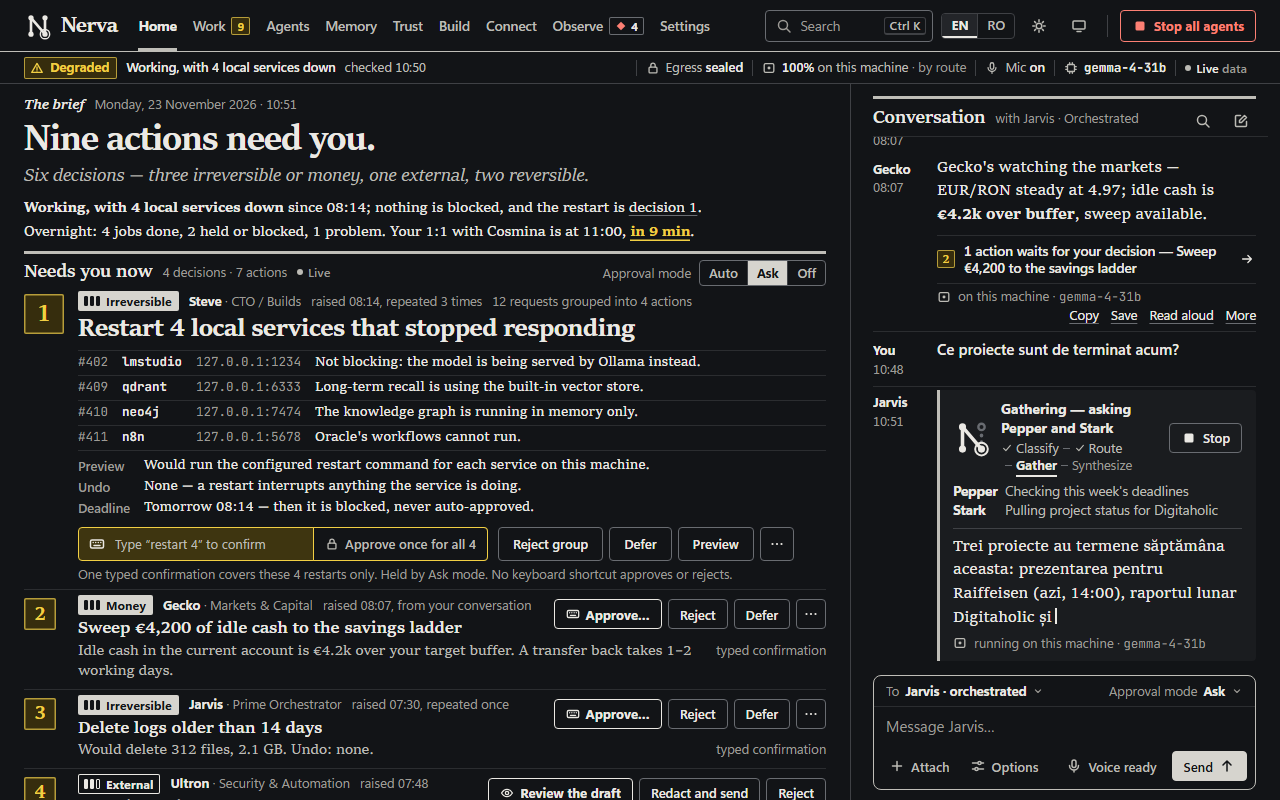 Nerva Home Work 9 Agents Memory Trust Build Connect Observe 4 Settings Search Ctrl K EN RO Stop all agents
Degraded Working, with 4 local services down checked 10:50 Egress sealed 100% on this machine · by route Mic on gemma-4-31b Live data
The brief Monday, 23 November 2026 · 10:51
Nine actions need you.
Six decisions — three irreversible or money, one external, two reversible.
Working, with 4 local services down since 08:14; nothing is blocked, and the restart is decision 1.
Overnight: 4 jobs done, 2 held or blocked, 1 problem. Your 1:1 with Cosmina is at 11:00, in 9 min.
Needs you now 4 decisions · 7 actions Live Approval mode Auto Ask Off
1 Irreversible Steve · CTO / Builds raised 08:14, repeated 3 times 12 requests grouped into 4 actions
Restart 4 local services that stopped responding
#402 lmstudio 127.0.0.1:1234 Not blocking: the model is being served by Ollama instead.
#409 qdrant 127.0.0.1:6333 Long-term recall is using the built-in vector store.
#410 neo4j 127.0.0.1:7474 The knowledge graph is running in memory only.
#411 n8n 127.0.0.1:5678 Oracle's workflows cannot run.
Preview Would run the configured restart command for each service on this machine.
Undo None — a restart interrupts anything the service is doing.
Deadline Tomorrow 08:14 — then it is blocked, never auto-approved.
Type “restart 4” to confirm Approve once for all 4 Reject group Defer Preview ···
One typed confirmation covers these 4 restarts only. Held by Ask mode. No keyboard shortcut approves or rejects.
2 Money Gecko · Markets & Capital raised 08:07, from your conversation Approve... Reject Defer ···
Sweep €4,200 of idle cash to the savings ladder
Idle cash in the current account is €4.2k over your target buffer. A transfer back takes 1–2 typed confirmation
working days.
3 Irreversible Jarvis · Prime Orchestrator raised 07:30, repeated once Approve... Reject Defer ···
Delete logs older than 14 days
Would delete 312 files, 2.1 GB. Undo: none. typed confirmation
4 External Ultron · Security & Automation raised 07:48 Review the draft Redact and send Reject
Conversation with Jarvis · Orchestrated
08:07
Gecko Gecko's watching the markets —
08:07 EUR/RON steady at 4.97; idle cash is
€4.2k over buffer, sweep available.
2 1 action waits for your decision — Sweep
€4,200 to the savings ladder
on this machine · gemma-4-31b
Copy Save Read aloud More
You Ce proiecte sunt de terminat acum?
10:48
Jarvis Gathering — asking
10:51 Pepper and Stark Stop
Classify – Route
– Gather – Synthesize
Pepper Checking this week's deadlines
Stark Pulling project status for Digitaholic
Trei proiecte au termene săptămâna
aceasta: prezentarea pentru
Raiffeisen (azi, 14:00), raportul lunar
Digitaholic și
running on this machine · gemma-4-31b
To Jarvis · orchestrated Approval mode Ask
Message Jarvis...
Attach Options Voice ready Send